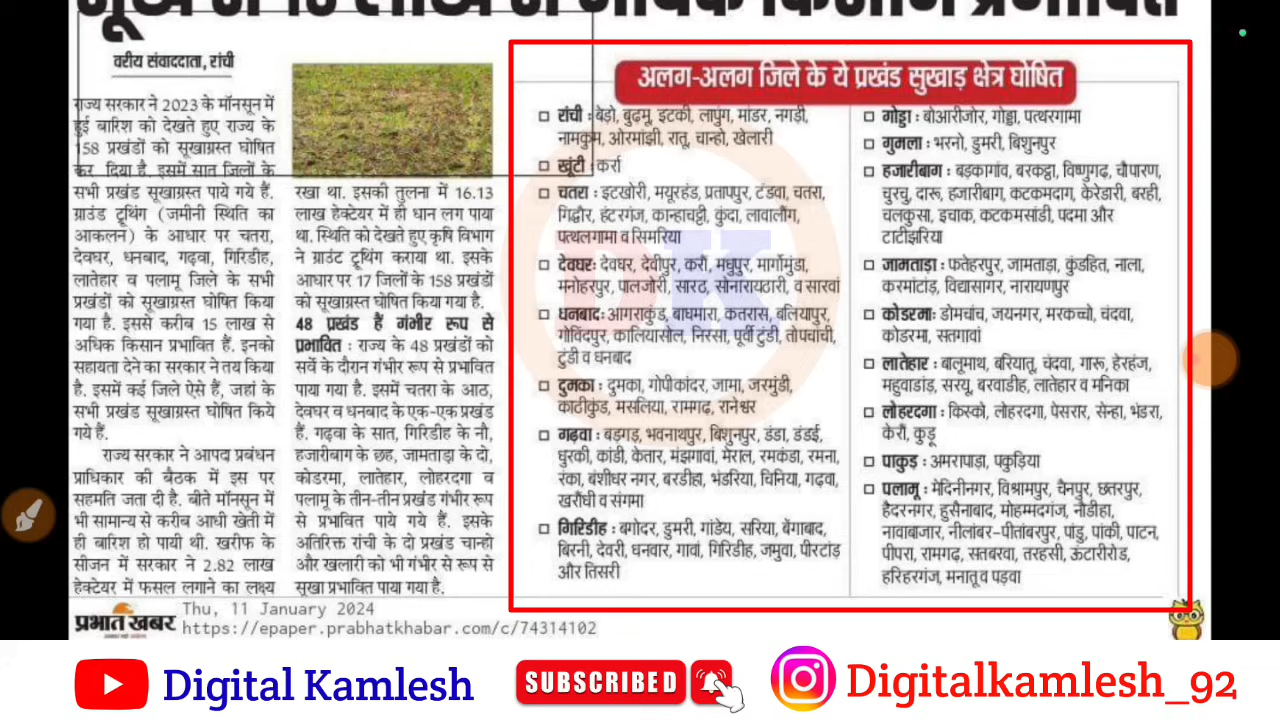 सूखे से 15 लाख से अधिक किसान प्रभावित
वरीय संवाददाता, रांची
राज्य सरकार ने 2023 के मॉनसून में
हुई बारिश को देखते हुए राज्य के
158 प्रखंडों को सूखाग्रस्त घोषित
कर दिया है. इसमें सात जिलों के
सभी प्रखंड सूखाग्रस्त पाये गये हैं.
ग्राउंड ट्रूथिंग (जमीनी स्थिति का
आकलन) के आधार पर चतरा,
देवघर, धनबाद, गढ़वा, गिरिडीह,
लातेहार व पलामू जिले के सभी
प्रखंडों को सूखाग्रस्त घोषित किया
गया है. इससे करीब 15 लाख से
अधिक किसान प्रभावित हैं. इनको
सहायता देने का सरकार ने तय किया
है. इसमें कई जिले ऐसे हैं, जहां के
सभी प्रखंड सूखाग्रस्त घोषित किये
गये हैं.
राज्य सरकार ने आपदा प्रबंधन
प्राधिकार की बैठक में इस पर
सहमति जता दी है. बीते मॉनसून में
भी सामान्य से करीब आधी खेती में
ही बारिश हो पायी थी. खरीफ के
सीजन में सरकार ने 2.82 लाख
हेक्टेयर में फसल लगाने का लक्ष्य
रखा था. इसकी तुलना में 16.13
लाख हेक्टेयर में ही धान लग पाया
था. स्थिति को देखते हुए कृषि विभाग
ने ग्राउंट ट्रूथिंग कराया था. इसके
आधार पर 17 जिलों के 158 प्रखंडों
को सूखाग्रस्त घोषित किया गया है.
48 प्रखंड हैं गंभीर रूप से
प्रभावित : राज्य के 48 प्रखंडों को
सर्वे के दौरान गंभीर रूप से प्रभावित
पाया गया है. इसमें चतरा के आठ,
देवघर व धनबाद के एक-एक प्रखंड
हैं. गढ़वा के सात, गिरिडीह के नौ,
हजारीबाग के छह, जामताड़ा के दो,
कोडरमा, लातेहार, लोहरदगा व
पलामू के तीन-तीन प्रखंड गंभीर रूप
से प्रभावित पाये गये हैं. इसके
अतिरिक्त रांची के दो प्रखंड चान्हो
और खलारी को भी गंभीर से रूप से
सूखा प्रभावित पाया गया है.
अलग-अलग जिले के ये प्रखंड सुखाड़ क्षेत्र घोषित
रांची : बेड़ो, बुढ़मू, इटकी, लापुंग, मांडर, नगड़ी,
नामकुम, ओरमांझी, रातू, चान्हो, खेलारी
खूंटी : कर्रा
चतरा : इटखोरी, मयूरहंड, प्रतापपुर, टंडवा, चतरा,
गिद्धौर, हंटरगंज, कान्हाचट्टी, कुंदा, लावालौंग,
पत्थलगामा व सिमरिया
देवघर: देवघर, देवीपुर, करौं, मधुपुर, मार्गोमुंडा,
मनोहरपुर, पालजोरी, सारठ, सोनारायठारी, व सारवां
धनबाद: आगराकुंड, बाघमारा, कतरास, बलियापुर,
गोविंदपुर, कालियासोल, निरसा, पूर्वी टुंडी, तोपचांची,
टुंडी व धनबाद
दुमका : दुमका, गोपीकांदर, जामा, जरमुंडी,
काठीकुंड, मसलिया, रामगढ़, रानेश्वर
गढ़वा : बड़गड़, भवनाथपुर, बिशुनपुर, डंडा, डंडई,
धुरकी, कांडी, केतार, मंझगावां, मेराल, रमकंडा, रमना,
रंका, बंशीधर नगर, बरडीहा, भंडरिया, चिनिया, गढ़वा,
खरौंधी व संगमा
गिरिडीह : बगोदर, डुमरी, गांडेय, सरिया, बेंगाबाद,
बिरनी, देवरी, धनवार, गावां, गिरिडीह, जमुवा, पीरटांड़
और तिसरी
गोड्डा : बोआरीजोर, गोड्डा, पत्थरगामा
गुमला : भरनो, डुमरी, बिशुनपुर
हजारीबाग : बड़कागांव, बरकट्ठा, विष्णुगढ़, चौपारण,
चुरचु, दारू, हजारीबाग, कटकमदाग, केरेडारी, बरही,
चलकुसा, इचाक, कटकमसांडी, पदमा और
टाटीझरिया
जामताड़ा : फतेहरपुर, जामताड़ा, कुंडहित, नाला,
करमांटांड़, विद्यासागर, नारायणपुर
कोडरमा: डोमचांच, जयनगर, मरकच्चो, चंदवा,
कोडरमा, सतगावां
लातेहार : बालूमाथ, बरियातू, चंदवा, गारू, हेरहंज,
महुवाडांड़, सरयू, बरवाडीह, लातेहार व मनिका
लोहरदगा : किस्को, लोहरदगा, पेसरार, सेन्हा, भंडरा,
केरौ, कुडू
पाकुड़ : अमरापाड़ा, पकुड़िया
पलामू : मेदिनीनगर, विश्रामपुर, चैनपुर, छतरपुर,
हैदरनगर, हुसैनाबाद, मोहम्मदगंज, नौडीहा,
नावाबाजार, नीलांबर-पीतांबरपुर, पांडु, पांकी, पाटन,
पीपरा, रामगढ़, सतबरवा, तरहसी, ऊंटारीरोड,
हरिहरगंज, मनातू व पड़वा
DK
प्रभात खबर
Thu, 11 January 2024
https://epaper.prabhatkhabar.com/c/74314102
Digital Kamlesh
SUBSCRIBED
Digitalkamlesh_92